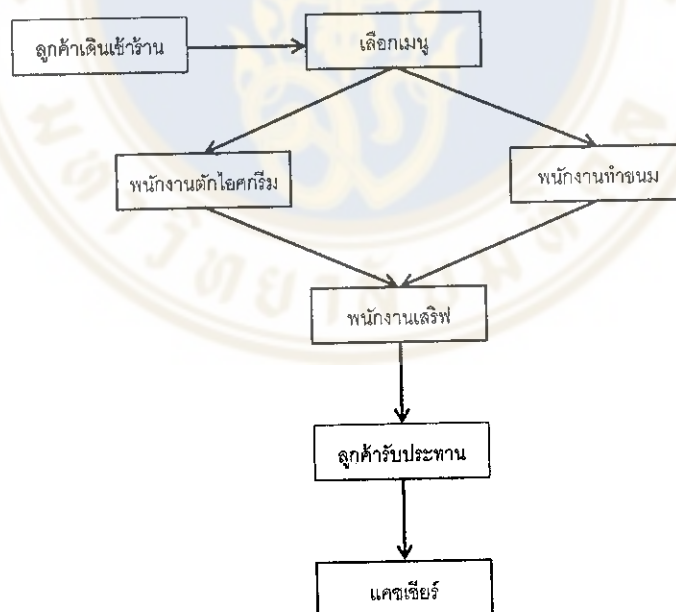 ลูกค้าเดินเข้าร้าน
เลือกเมนู
พนักงานตักไอศกรีม
พนักงานทำขนม
พนักงานเสริฟ
ลูกค้ารับประทาน
แคชเชียร์